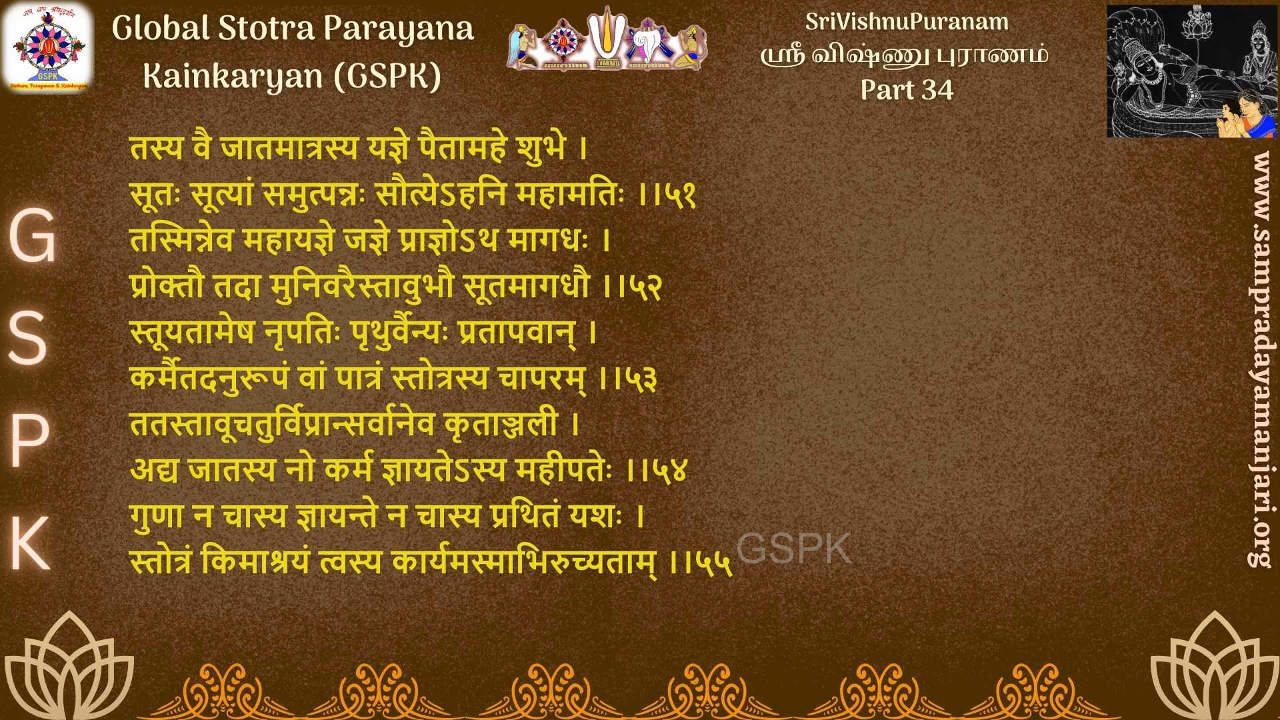 Global Stotra Parayana
Kainkaryan (GSPK)
SriVishnuPuranam
ஸ்ரீ விஷ்ணு புராணம்
Part 34
तस्य वै जातमात्रस्य यज्ञे पैतामहे शुभे ।
सूतः सूत्यां समुत्पन्नः सौत्येऽहनि महामतिः ।।५१
तस्मिन्नेव महायज्ञे जज्ञे प्राज्ञोऽथ मागधः ।
प्रोक्तौ तदा मुनिवरैस्तावुभौ सूतमागधौ ।।५२
स्तूयतामेष नृपतिः पृथुर्वैन्यः प्रतापवान् ।
कर्मैतदनुरूपं वां पात्रं स्तोत्रस्य चापरम् ।।५३
ततस्तावूचतुर्विप्रान्सर्वानेव कृताञ्जली ।
अद्य जातस्य नो कर्म ज्ञायतेऽस्य महीपतेः ।।५४
गुणा न चास्य ज्ञायन्ते न चास्य प्रथितं यशः ।
स्तोत्रं किमाश्रयं त्वस्य कार्यमस्माभिरुच्यताम् ।।५५
GSPK
G
S
P
K
www.sampradayamanjari.org
GSPK